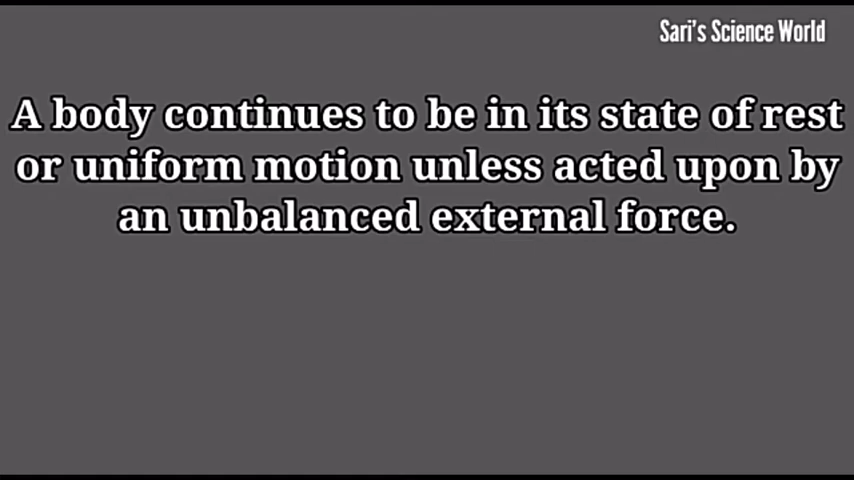 Sari's Science World
A body continues to be in its state of rest
or uniform motion unless acted upon by
an unbalanced external force.